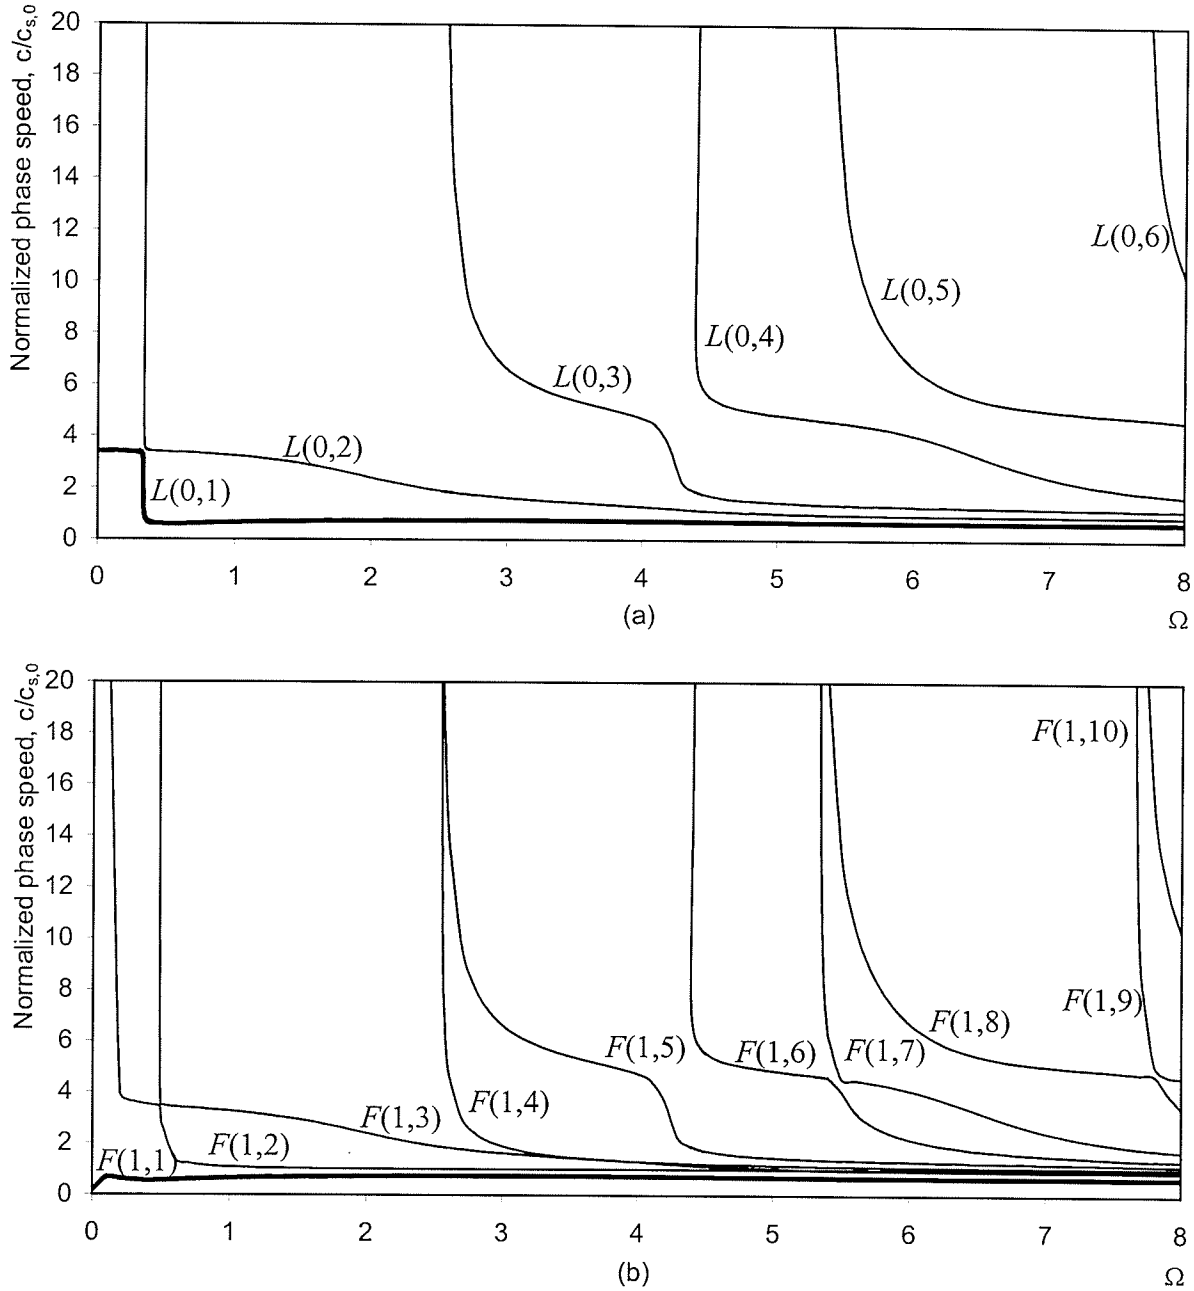 Normalized phase speed, c/c_s,0
20
18
16
14
12
10
8
6
4
2
0
L(0,1)
L(0,2)
L(0,3)
L(0,4)
L(0,5)
L(0,6)
0 1 2 3 4 5 6 7 8
(a)
Ω
Normalized phase speed, c/c_s,0
20
18
16
14
12
10
8
6
4
2
0
F(1,1)
F(1,2)
F(1,3)
F(1,4)
F(1,5)
F(1,6)
F(1,7)
F(1,8)
F(1,9)
F(1,10)
0 1 2 3 4 5 6 7 8
(b)
Ω